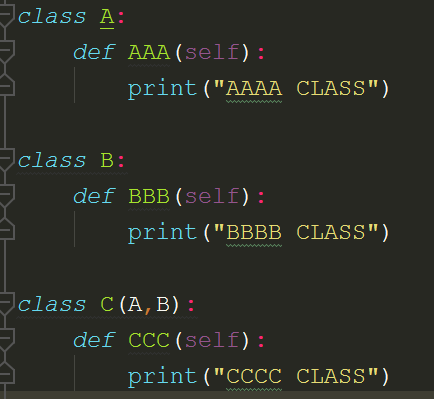 class A:
    def AAA(self):
        print("AAAA CLASS")
class B:
    def BBB(self):
        print("BBBB CLASS")
class C(A,B):
    def CCC(self):
        print("CCCC CLASS")